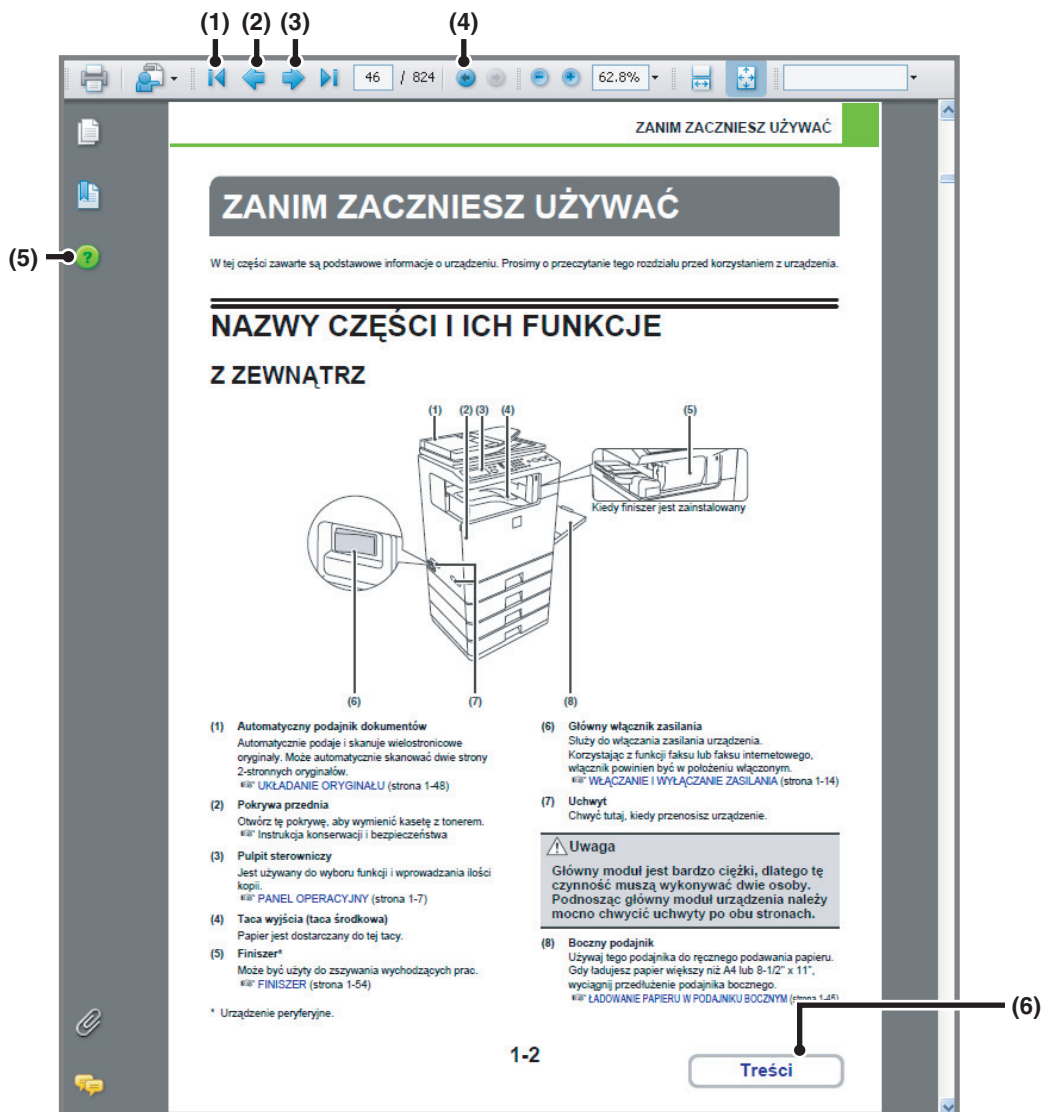 (1) (2) (3) (4)
46 / 824 62.8%
ZANIM ZACZNIESZ UŻYWAĆ
ZANIM ZACZNIESZ UŻYWAĆ
(5)
W tej części zawarte są podstawowe informacje o urządzeniu. Prosimy o przeczytanie tego rozdziału przed korzystaniem z urządzenia.
NAZWY CZĘŚCI I ICH FUNKCJE
Z ZEWNĄTRZ
(1) (2) (3) (4) (5)
Kiedy finiszer jest zainstalowany
(6) (7) (8)
(1) Automatyczny podajnik dokumentów
Automatycznie podaje i skanuje wielostronicowe
oryginały. Może automatycznie skanować dwie strony
2-stronnych oryginałów.
☞ UKŁADANIE ORYGINAŁU (strona 1-48)
(2) Pokrywa przednia
Otwórz tę pokrywę, aby wymienić kasetę z tonerem.
☞ Instrukcja konserwacji i bezpieczeństwa
(3) Pulpit sterowniczy
Jest używany do wyboru funkcji i wprowadzania ilości
kopii.
☞ PANEL OPERACYJNY (strona 1-7)
(4) Taca wyjścia (taca środkowa)
Papier jest dostarczany do tej tacy.
(5) Finiszer*
Może być użyty do zszywania wychodzących prac.
☞ FINISZER (strona 1-54)
* Urządzenie peryferyjne.
(6) Główny włącznik zasilania
Służy do włączania zasilania urządzenia.
Korzystając z funkcji faksu lub faksu internetowego,
włącznik powinien być w położeniu włączonym.
☞ WŁĄCZANIE I WYŁĄCZANIE ZASILANIA (strona 1-14)
(7) Uchwyt
Chwyć tutaj, kiedy przenosisz urządzenie.
Uwaga
Główny moduł jest bardzo ciężki, dlatego tę
czynność muszą wykonywać dwie osoby.
Podnosząc główny moduł urządzenia należy
mocno chwycić uchwyty po obu stronach.
(8) Boczny podajnik
Używaj tego podajnika do ręcznego podawania papieru.
Gdy ładujesz papier większy niż A4 lub 8-1/2" x 11",
wyciągnij przedłużenie podajnika bocznego.
☞ ŁADOWANIE PAPIERU W PODAJNIKU BOCZNYM (strona 1-45)
(6)
1-2
Treści